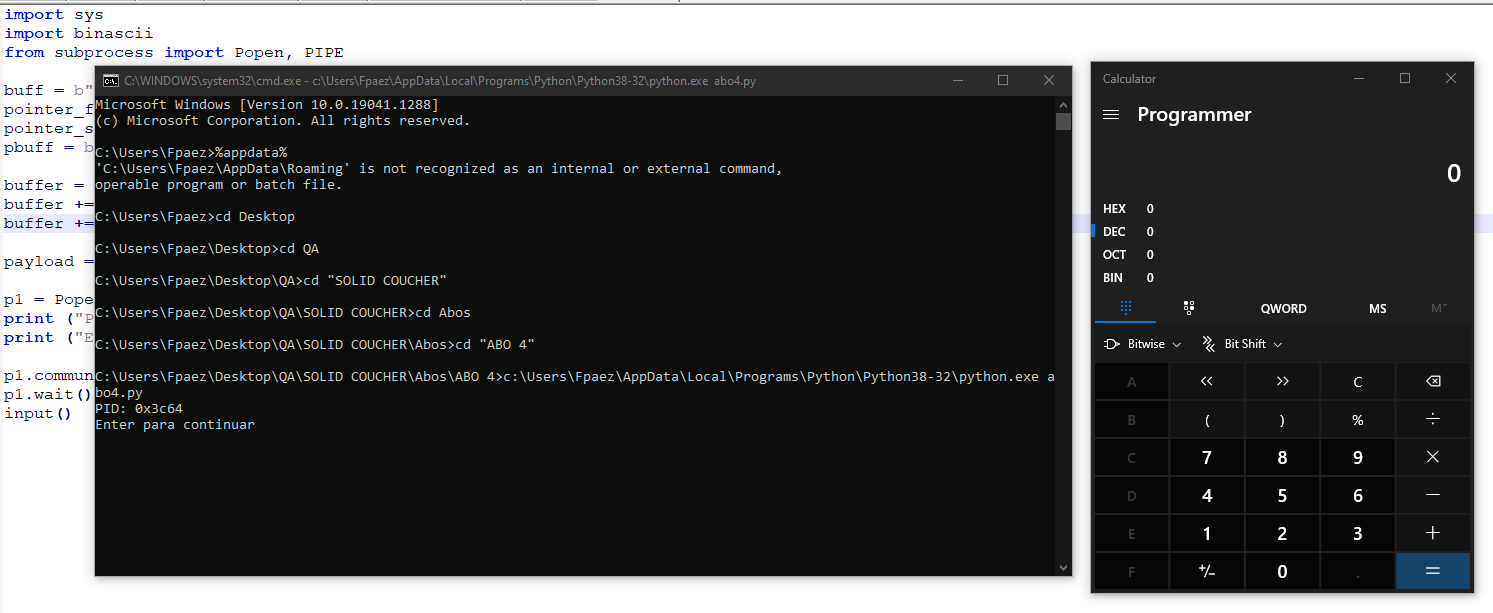 import sys
import binascii
from subprocess import Popen, PIPE
buff = b"
pointer_f
pointer_s
pbuff = b
buffer =
buffer +=
buffer +=
payload =
p1 = Pope
print ("P
print ("E
p1.commun
p1.wait()
input()
C:\WINDOWS\system32\cmd.exe - c:\Users\Fpaez\AppData\Local\Programs\Python\Python38-32\python.exe abo4.py
Microsoft Windows [Version 10.0.19041.1288]
(c) Microsoft Corporation. All rights reserved.
C:\Users\Fpaez>%appdata%
'C:\Users\Fpaez\AppData\Roaming' is not recognized as an internal or external command,
operable program or batch file.
C:\Users\Fpaez>cd Desktop
C:\Users\Fpaez\Desktop>cd QA
C:\Users\Fpaez\Desktop\QA>cd "SOLID COUCHER"
C:\Users\Fpaez\Desktop\QA\SOLID COUCHER>cd Abos
C:\Users\Fpaez\Desktop\QA\SOLID COUCHER\Abos>cd "ABO 4"
C:\Users\Fpaez\Desktop\QA\SOLID COUCHER\Abos\ABO 4>c:\Users\Fpaez\AppData\Local\Programs\Python\Python38-32\python.exe a
bo4.py
PID: 0x3c64
Enter para continuar
Calculator
Programmer
0
HEX 0
DEC 0
OCT 0
BIN 0
QWORD MS M˅
Bitwise Bit Shift
A << >> C
B ( ) % ÷
C 7 8 9 ×
D 4 5 6 −
E 1 2 3 +
F +/− 0 . =